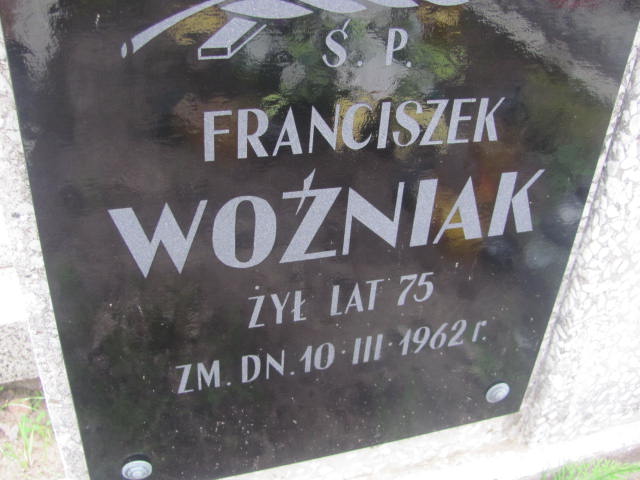 Ś. P.
FRANCISZEK
WOŹNIAK
ŻYŁ LAT 75
ZM. DN. 10·III·1962 r.